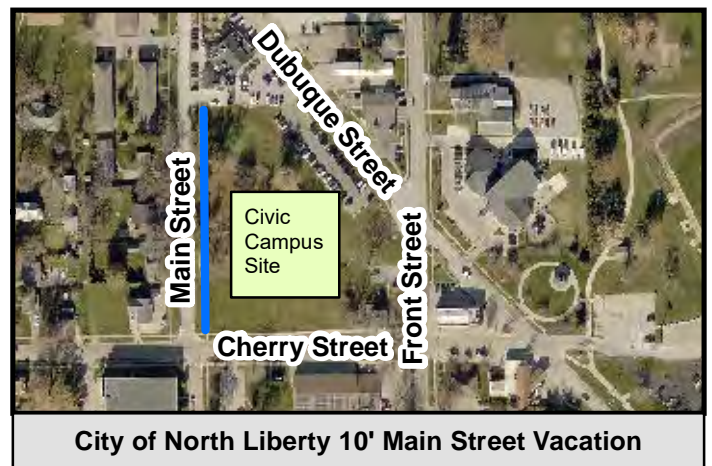 Dubuque Street
Main Street
Civic
Campus
Site
Front Street
Cherry Street
City of North Liberty 10' Main Street Vacation